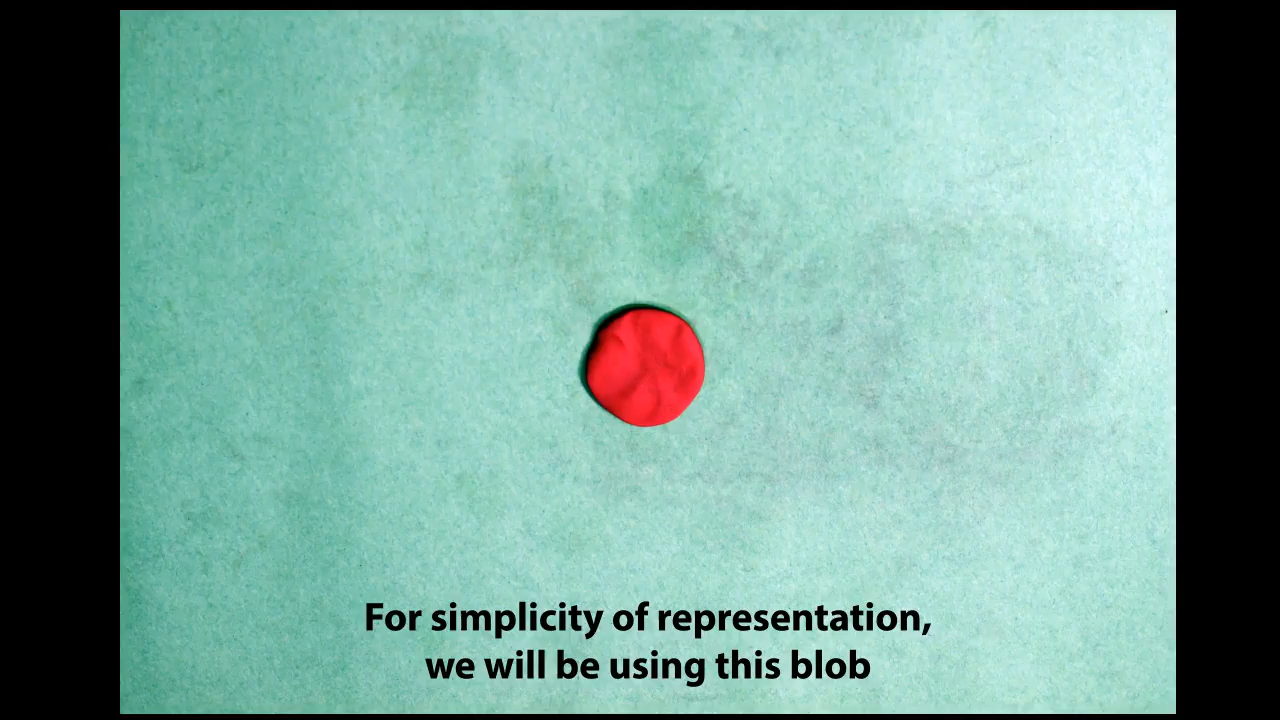 For simplicity of representation,
we will be using this blob